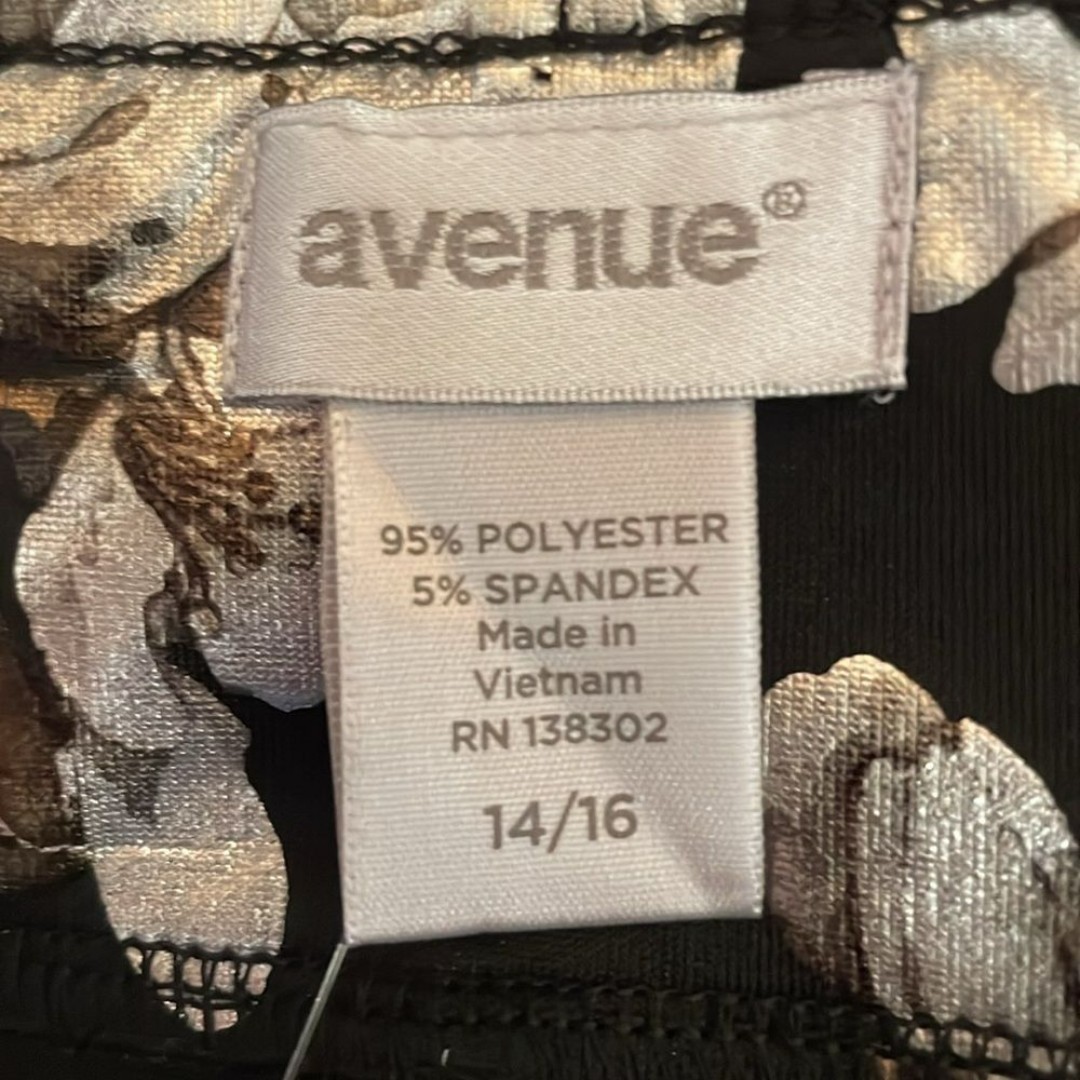 avenue®
95% POLYESTER
5% SPANDEX
Made in
Vietnam
RN 138302
14/16